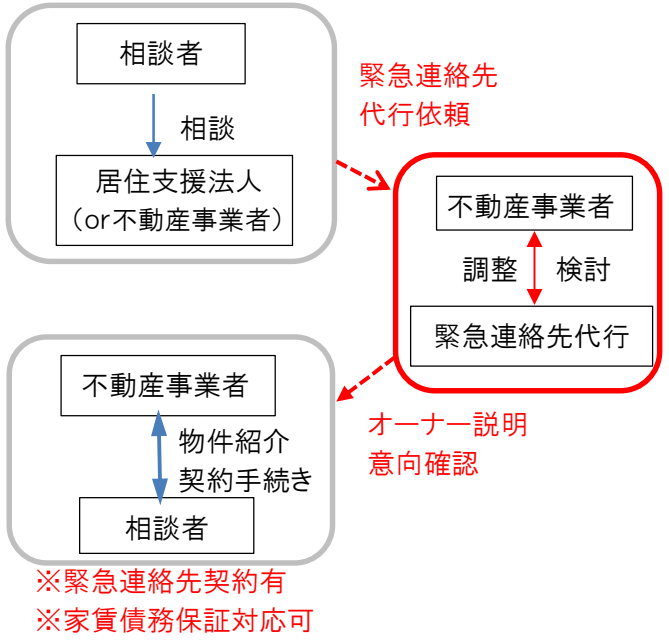 相談者
相談
居住支援法人
（or不動産事業者）
緊急連絡先
代行依頼
不動産事業者
調整 検討
緊急連絡先代行
オーナー説明
意向確認
不動産事業者
物件紹介
契約手続き
相談者
※緊急連絡先契約有
※家賃債務保証対応可